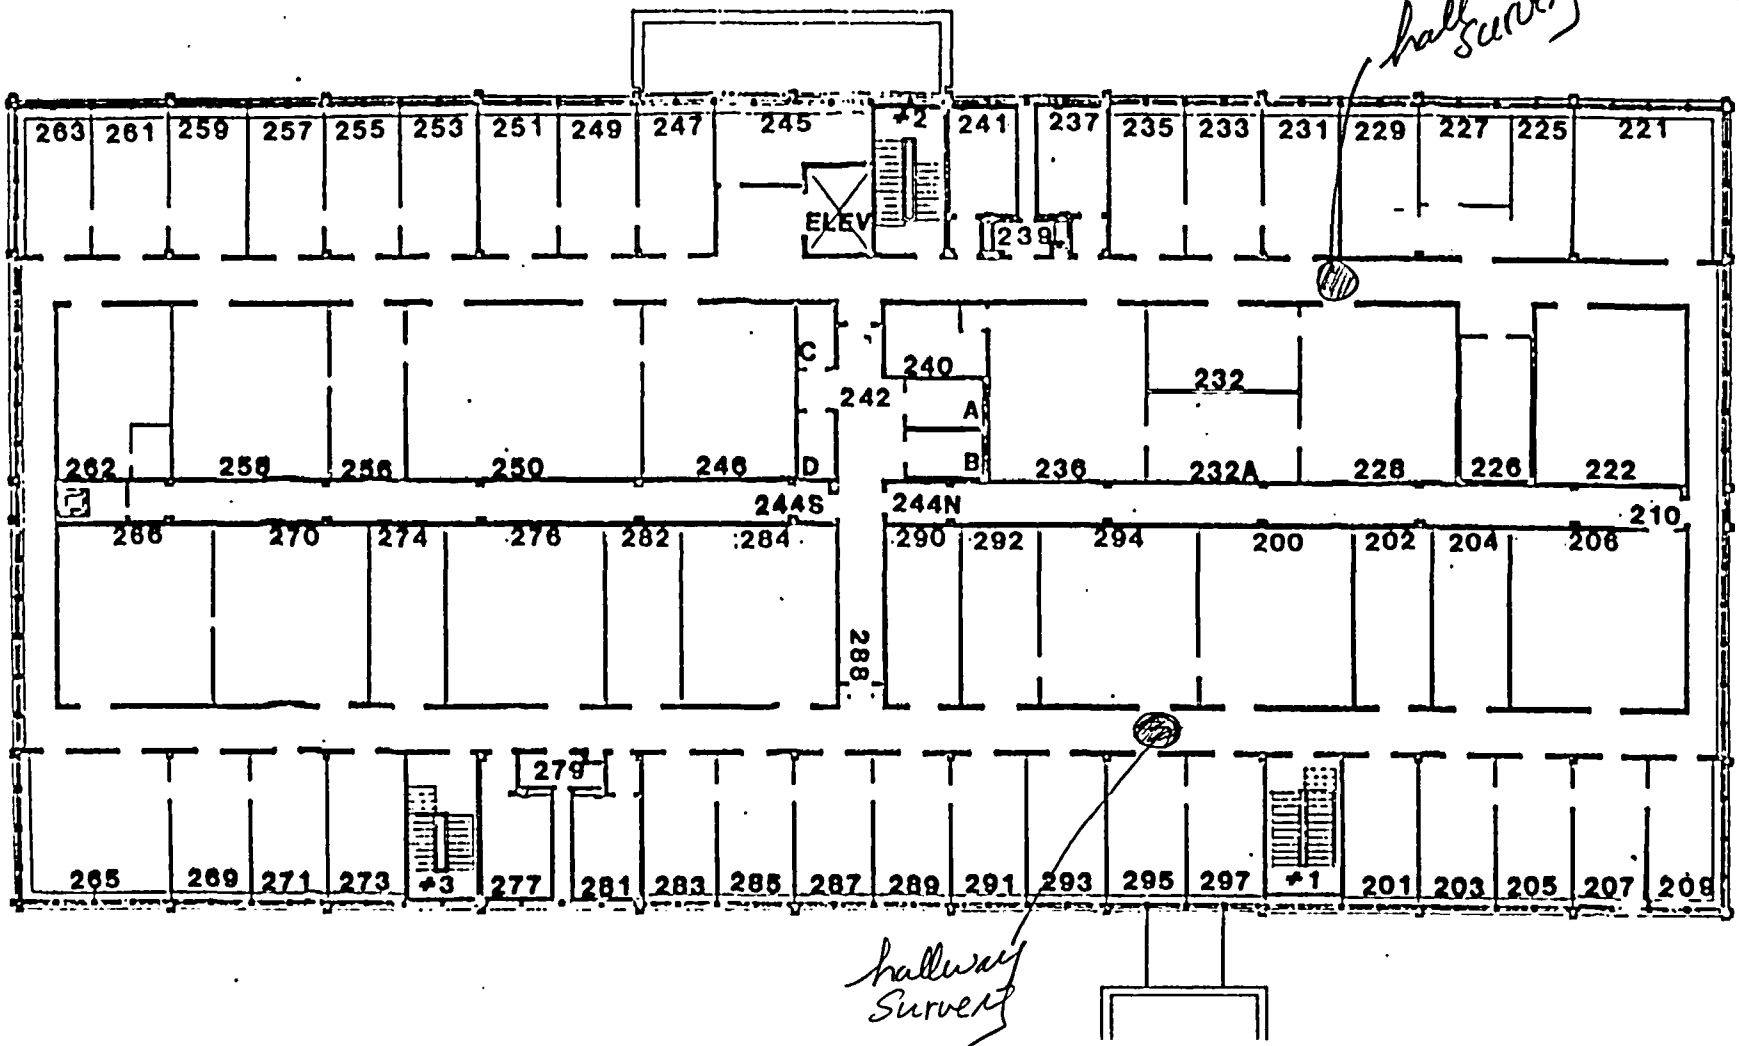 hall
survey
263 261 259 257 255 253 251 249 247 245 #2 241 237 235 233 231 229 227 225 221
ELEV 239
C 240 232
242 A
262 258 256 250 246 D B 236 232A 228 226 222
244S 244N 210
266 270 274 276 282 284 290 292 294 200 202 204 206
288
279
265 269 271 273 #3 277 281 283 285 287 289 291 293 295 297 #1 201 203 205 207 209
hallway
survey